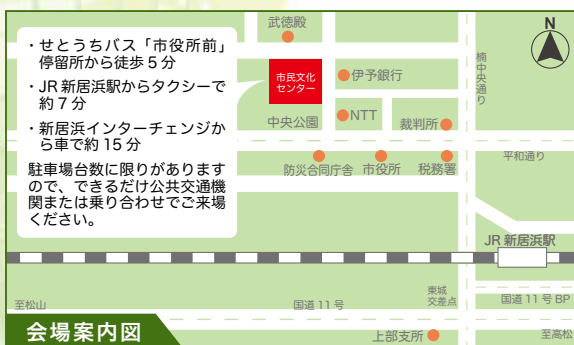 ・せとうちバス「市役所前」
停留所から徒歩5分
・JR新居浜駅からタクシーで
約7分
・新居浜インターチェンジか
ら車で約15分
駐車場台数に限りがあります
ので、できるだけ公共交通機
関または乗り合わせでご来場
ください。
武徳殿
N
市民文化
センター
伊予銀行
楠中央通り
中央公園
NTT
裁判所
防災合同庁舎
市役所
税務署
平和通り
JR新居浜駅
至松山
国道11号
東城
交差点
国道11号BP
会場案内図
上部支所
至高松